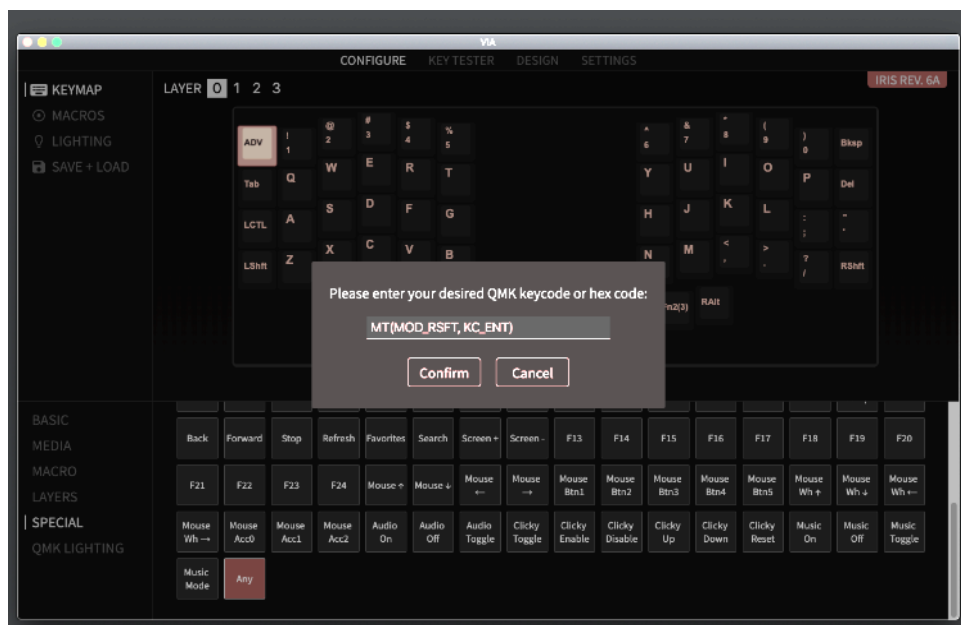 VIA
CONFIGURE KEY TESTER DESIGN SETTINGS
KEYMAP
LAYER 0 1 2 3
IRIS REV. 6A
MACROS
LIGHTING
SAVE + LOAD
ADV ! 1 @ 2 # 3 $ 4 % 5 ^ 6 & 7 * 8 ( 9 ) 0 Bksp
Tab Q W E R T Y U I O P Del
LCTL A S D F G H J K L : ;
LShft Z X C V B N M < , > . ? / RShft
Please enter your desired QMK keycode or hex code:
n2(3) RAlt
MT(MOD_RSFT, KC_ENT)
Confirm Cancel
BASIC
MEDIA
MACRO
LAYERS
SPECIAL
QMK LIGHTING
Back Forward Stop Refresh Favorites Search Screen + Screen - F13 F14 F15 F16 F17 F18 F19 F20
F21 F22 F23 F24 Mouse ↑ Mouse ↓ Mouse ← Mouse → Mouse Btn1 Mouse Btn2 Mouse Btn3 Mouse Btn4 Mouse Btn5 Mouse Wh ↑ Mouse Wh ↓ Mouse Wh ←
Mouse Wh → Mouse Acc0 Mouse Acc1 Mouse Acc2 Audio On Audio Off Audio Toggle Clicky Toggle Clicky Enable Clicky Disable Clicky Up Clicky Down Clicky Reset Music On Music Off Music Toggle
Music Mode Any